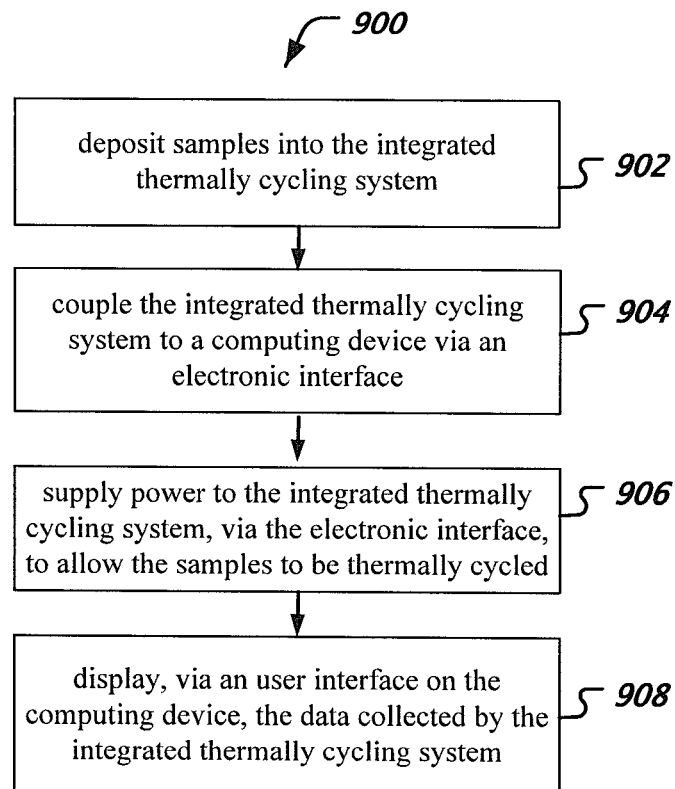 900
deposit samples into the integrated
thermally cycling system
902
couple the integrated thermally cycling
system to a computing device via an
electronic interface
904
supply power to the integrated thermally
cycling system, via the electronic interface,
to allow the samples to be thermally cycled
906
display, via an user interface on the
computing device, the data collected by the
integrated thermally cycling system
908